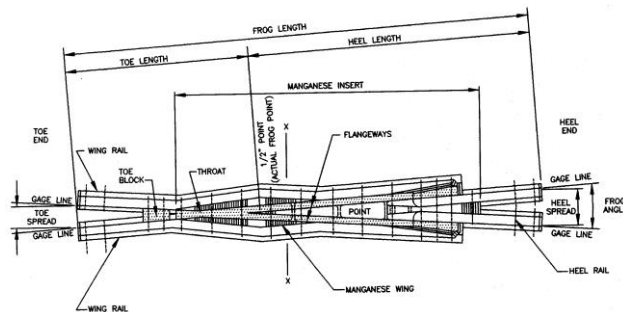 FROG LENGTH
TOE LENGTH
HEEL LENGTH
MANGANESE INSERT
TOE
END
WING RAIL
TOE
BLOCK
THROAT
1/2" POINT
(ACTUAL FROG POINT)
X
FLANGEWAYS
HEEL
END
GAGE LINE
TOE
SPREAD
GAGE LINE
POINT
GAGE LINE
HEEL
SPREAD
GAGE LINE
FROG
ANGL
WING RAIL
X
MANGANESE WING
HEEL RAIL